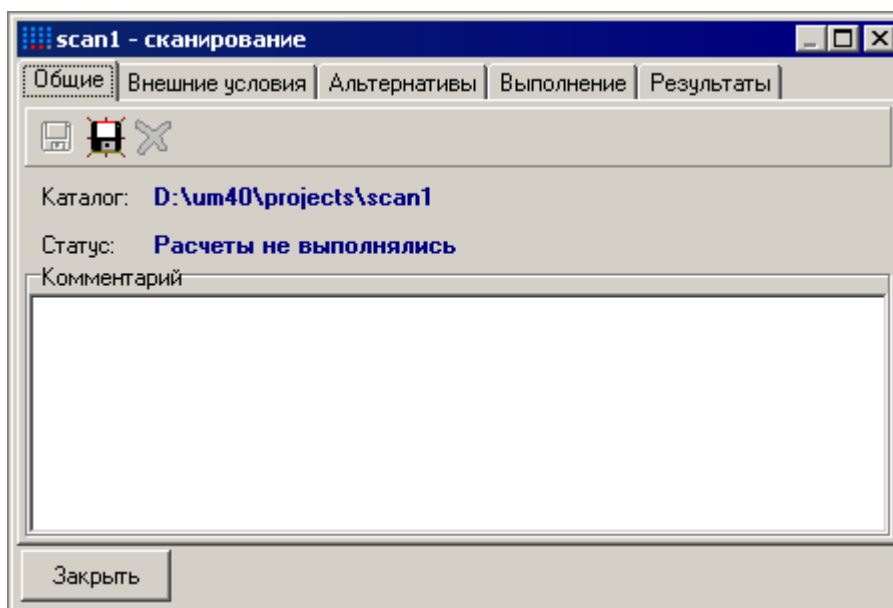 scan1 - сканирование
Общие Внешние условия Альтернативы Выполнение Результаты
Каталог: D:\um40\projects\scan1
Статус: Расчеты не выполнялись
Комментарий
Закрыть